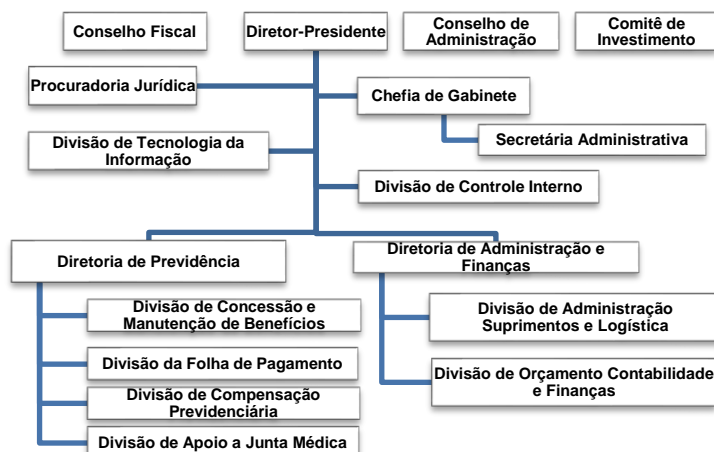 Conselho Fiscal
Diretor-Presidente
Conselho de
Administração
Comitê de
Investimento
Procuradoria Jurídica
Chefia de Gabinete
Divisão de Tecnologia da
Informação
Secretária Administrativa
Divisão de Controle Interno
Diretoria de Previdência
Diretoria de Administração e
Finanças
Divisão de Concessão e
Manutenção de Benefícios
Divisão de Administração
Suprimentos e Logística
Divisão da Folha de Pagamento
Divisão de Orçamento Contabilidade
e Finanças
Divisão de Compensação
Previdenciária
Divisão de Apoio a Junta Médica